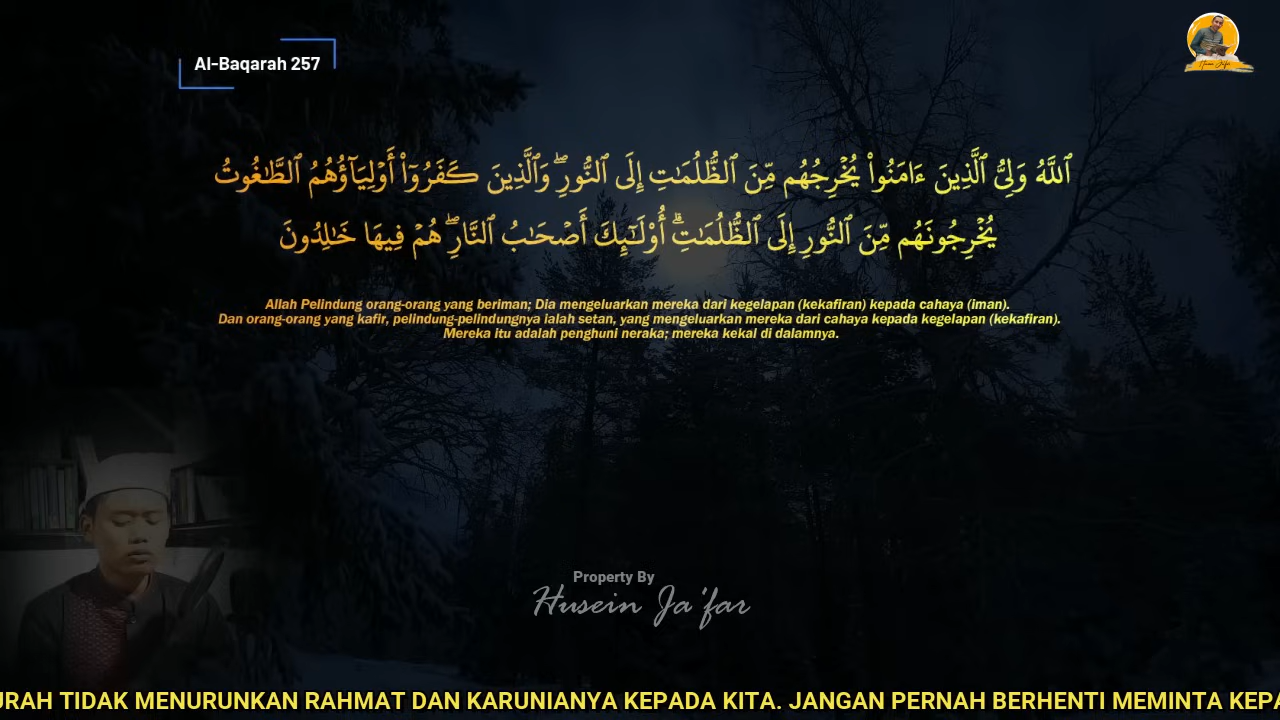 Al-Baqarah 257
ٱللَّهُ وَلِيُّ ٱلَّذِينَ ءَامَنُوا۟ يُخْرِجُهُم مِّنَ ٱلظُّلُمَـٰتِ إِلَى ٱلنُّورِ ۖ وَٱلَّذِينَ كَفَرُوٓا۟ أَوْلِيَآؤُهُمُ ٱلطَّـٰغُوتُ
يُخْرِجُونَهُم مِّنَ ٱلنُّورِ إِلَى ٱلظُّلُمَـٰتِ ۗ أُو۟لَـٰٓئِكَ أَصْحَـٰبُ ٱلنَّارِ ۖ هُمْ فِيهَا خَـٰلِدُونَ
Allah Pelindung orang-orang yang beriman; Dia mengeluarkan mereka dari kegelapan (kekafiran) kepada cahaya (iman).
Dan orang-orang yang kafir, pelindung-pelindungnya ialah setan, yang mengeluarkan mereka dari cahaya kepada kegelapan (kekafiran).
Mereka itu adalah penghuni neraka; mereka kekal di dalamnya.
Property By
Husein Ja'far
URAH TIDAK MENURUNKAN RAHMAT DAN KARUNIANYA KEPADA KITA. JANGAN PERNAH BERHENTI MEMINTA KEPA